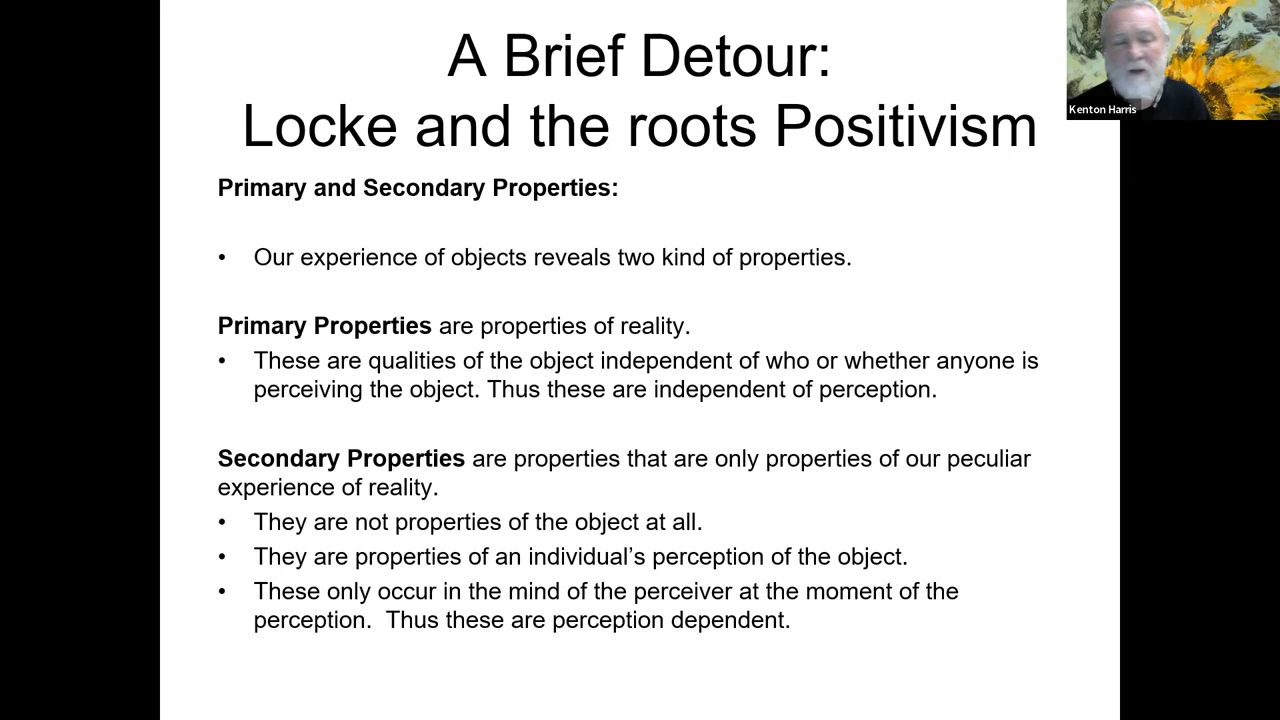 A Brief Detour:
Locke and the roots Positivism
Kenton Harris
Primary and Secondary Properties:
• Our experience of objects reveals two kind of properties.
Primary Properties are properties of reality.
• These are qualities of the object independent of who or whether anyone is
perceiving the object. Thus these are independent of perception.
Secondary Properties are properties that are only properties of our peculiar
experience of reality.
• They are not properties of the object at all.
• They are properties of an individual’s perception of the object.
• These only occur in the mind of the perceiver at the moment of the
perception.  Thus these are perception dependent.